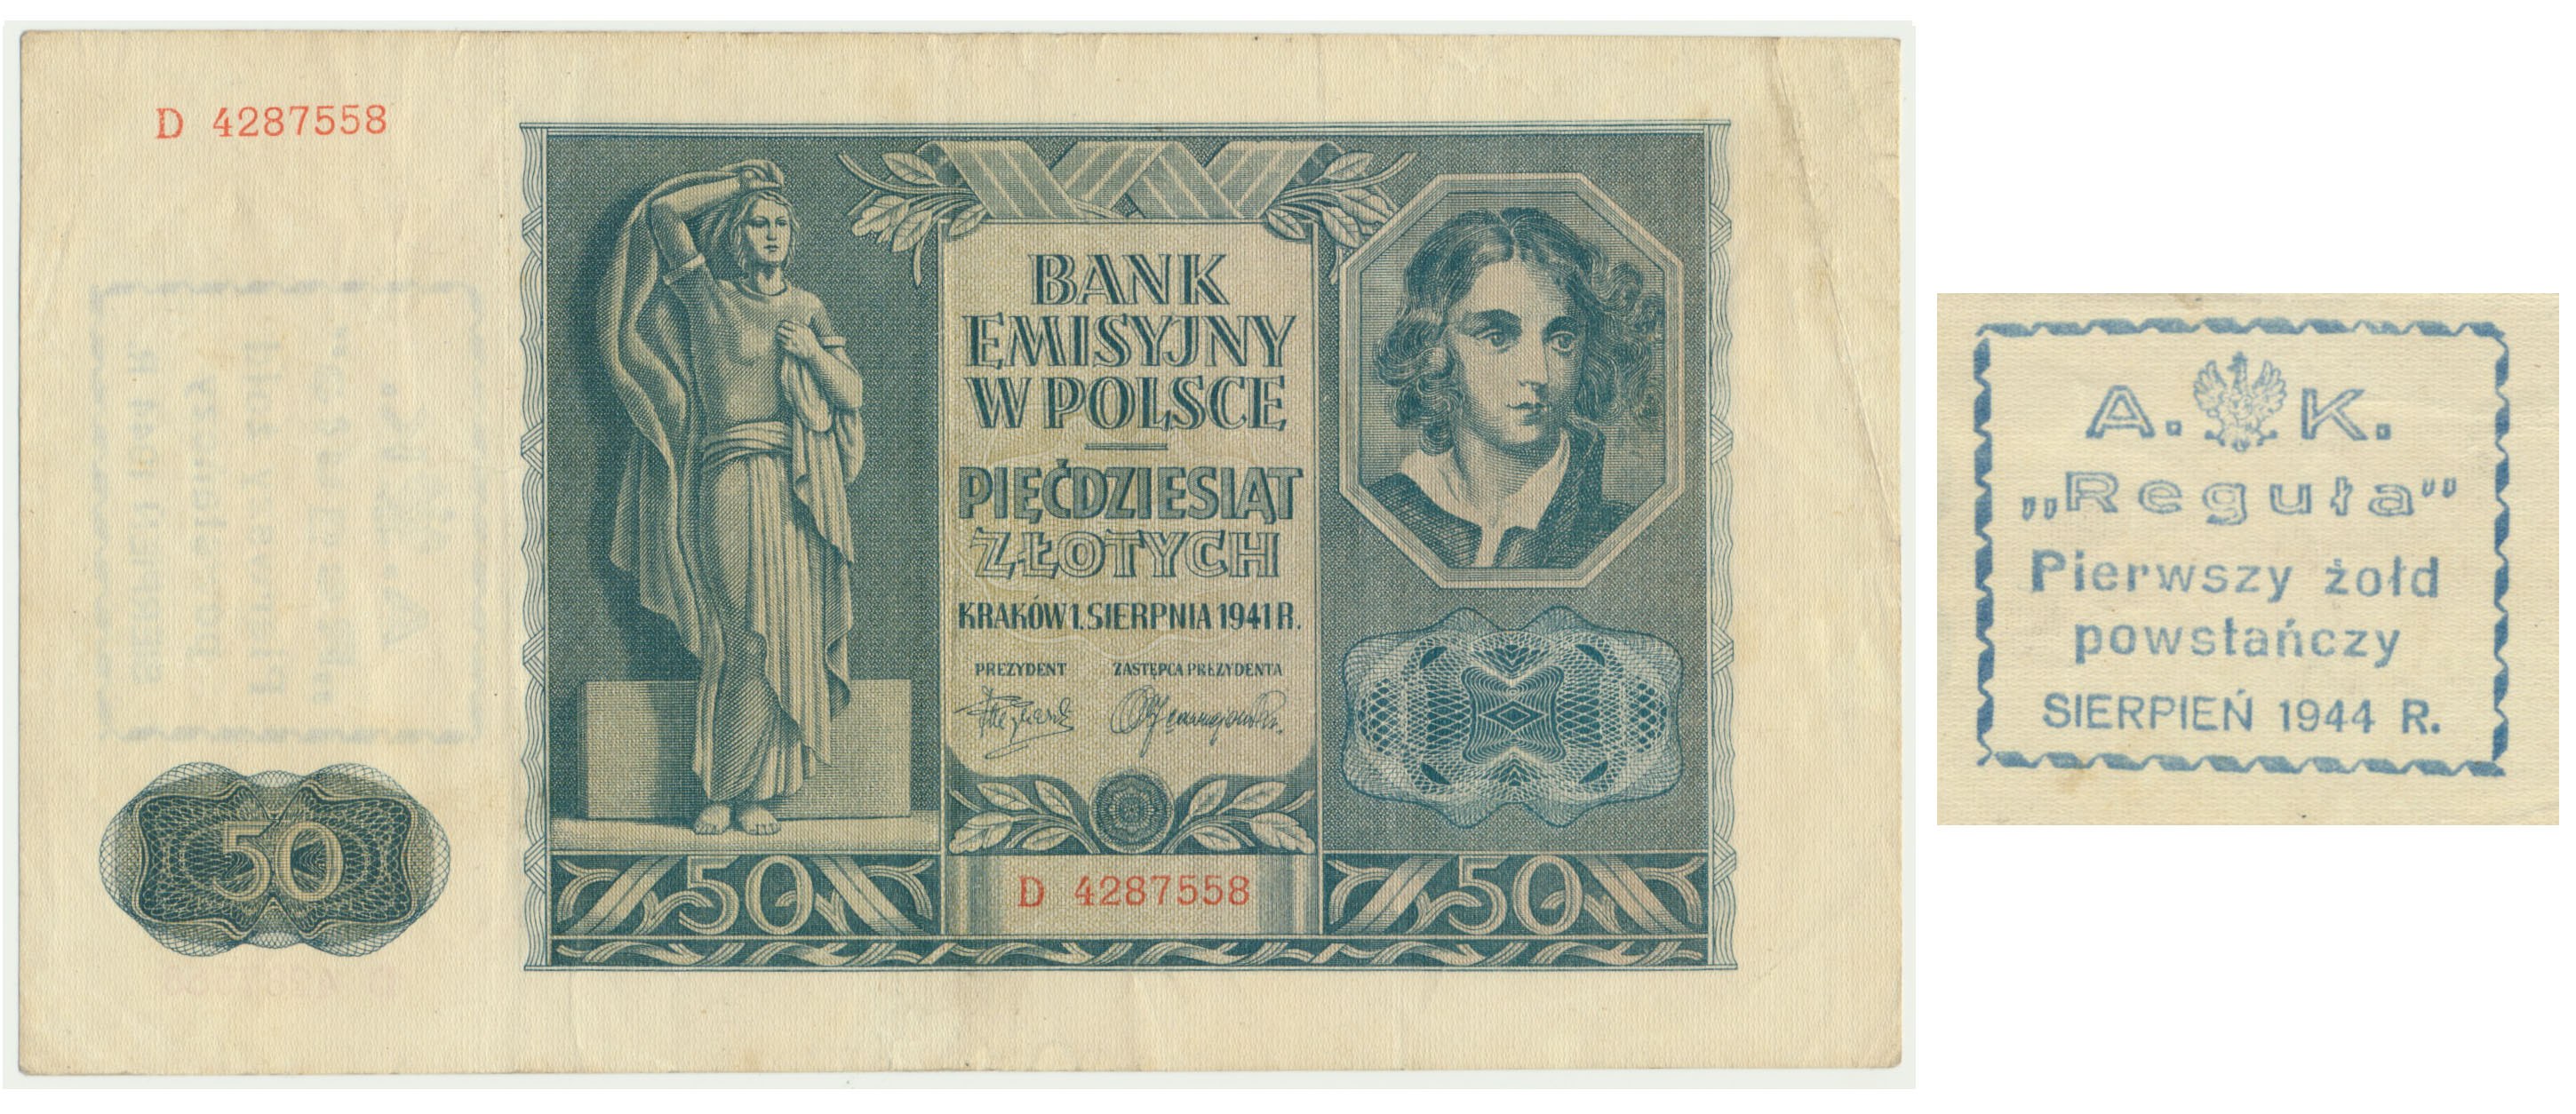 D 4287558
BANK
EMISYJNY
W POLSCE
PIĘĆDZIESIĄT
ZŁOTYCH
KRAKÓW 1. SIERPNIA 1941 R.
PREZYDENT ZASTĘPCA PREZYDENTA
50
50
D 4287558
50
A. K.
„Reguła”
Pierwszy żołd
powstańczy
SIERPIEŃ 1944 R.